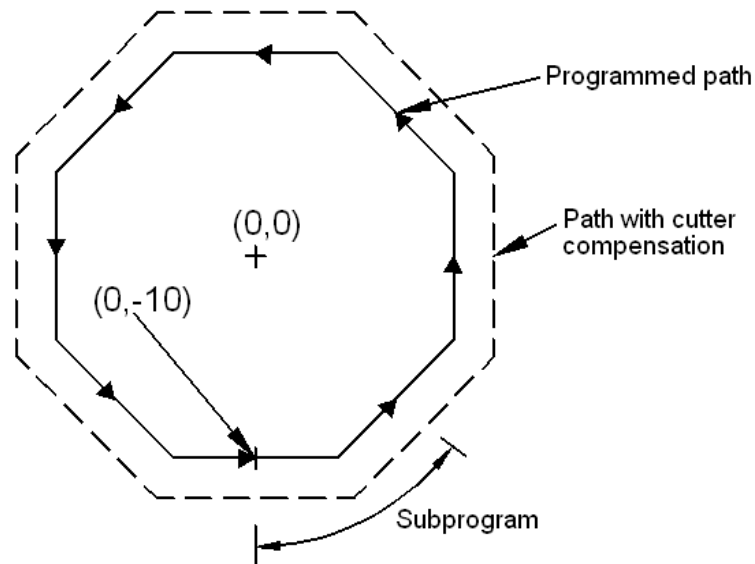 Programmed path
(0,0)
Path with cutter
compensation
(0,-10)
Subprogram